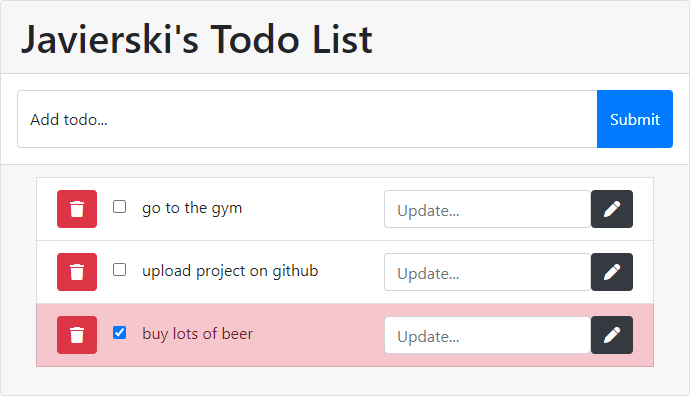 Javierski's Todo List
Add todo... Submit
go to the gym Update...
upload project on github Update...
buy lots of beer Update...